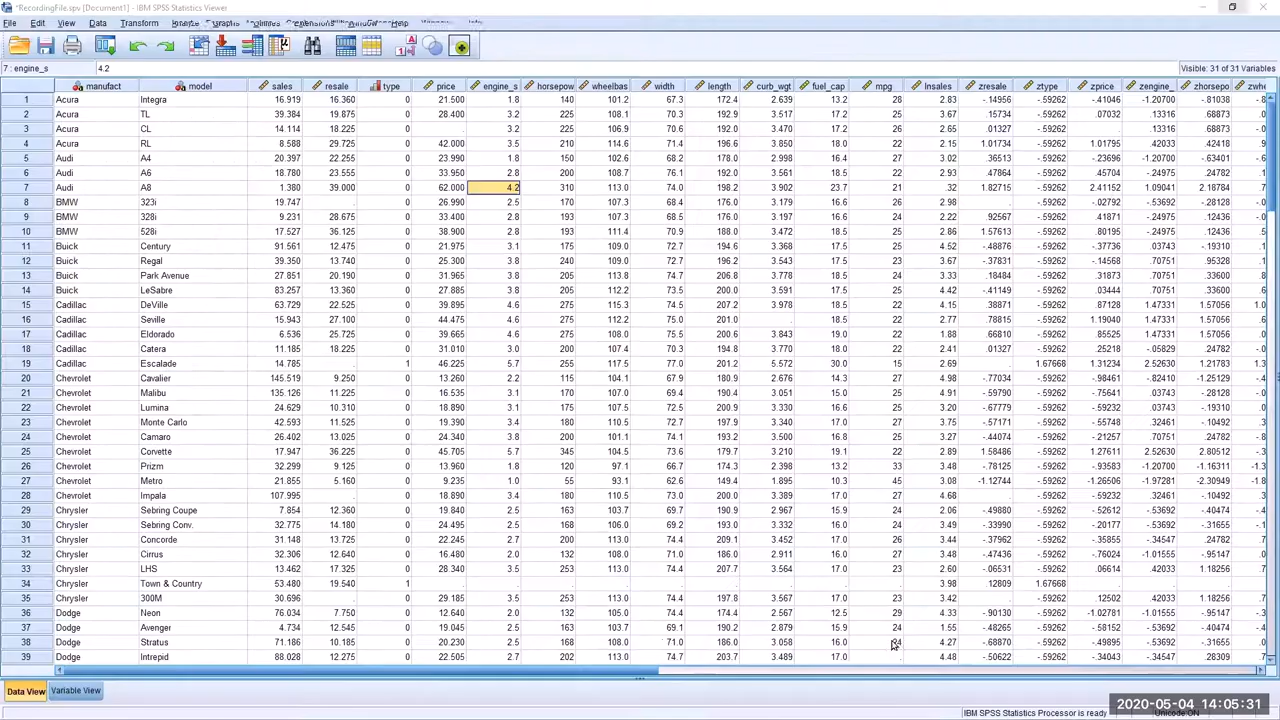 *RecordingFile.spv [Document1] - IBM SPSS Statistics Viewer
File Edit View Data Transform
7 : engine_s 4.2 Visible: 31 of 31 Variables
manufact model sales resale type price engine_s horsepow wheelbas width length curb_wgt fuel_cap mpg lnsales zresale ztype zprice zengine_ zhorsepo zwhe
1 Acura Integra 16.919 16.360 0 21.500 1.8 140 101.2 67.3 172.4 2.639 13.2 28 2.83 -.14956 -.59262 -.41046 -1.20700 -.81038 -.8
2 Acura TL 39.384 19.875 0 28.400 3.2 225 108.1 70.3 192.9 3.517 17.2 25 3.67 .15734 -.59262 .07032 .13316 .68873 .0
3 Acura CL 14.114 18.225 0 . 3.2 225 106.9 70.6 192.0 3.470 17.2 26 2.65 .01327 -.59262 . .13316 .68873 .0
4 Acura RL 8.588 29.725 0 42.000 3.5 210 114.6 71.4 196.6 3.850 18.0 22 2.15 1.01734 -.59262 1.01795 .42033 .42418 .9
5 Audi A4 20.397 22.255 0 23.990 1.8 150 102.6 68.2 178.0 2.998 16.4 27 3.02 .36513 -.59262 -.23696 -1.20700 -.63401 -.6
6 Audi A6 18.780 23.555 0 33.950 2.8 200 108.7 76.1 192.0 3.561 18.5 22 2.93 .47864 -.59262 .45704 -.24975 .24782 .1
7 Audi A8 1.380 39.000 0 62.000 4.2 310 113.0 74.0 198.2 3.902 23.7 21 .32 1.82715 -.59262 2.41152 1.09041 2.18784 .7
8 BMW 323i 19.747 . 0 26.990 2.5 170 107.3 68.4 176.0 3.179 16.6 26 2.98 . -.59262 -.02792 -.53692 -.28128 -.0
9 BMW 328i 9.231 28.675 0 33.400 2.8 193 107.3 68.5 176.0 3.197 16.6 24 2.22 .92567 -.59262 .41871 -.24975 .12436 -.0
10 BMW 528i 17.527 36.125 0 38.900 2.8 193 111.4 70.9 188.0 3.472 18.5 25 2.86 1.57613 -.59262 .80195 -.24975 .12436 .5
11 Buick Century 91.561 12.475 0 21.975 3.1 175 109.0 72.7 194.6 3.368 17.5 25 4.52 -.48876 -.59262 -.37736 .03743 -.19310 .1
12 Buick Regal 39.350 13.740 0 25.300 3.8 240 109.0 72.7 196.2 3.543 17.5 23 3.67 -.37831 -.59262 -.14568 .70751 .95328 .1
13 Buick Park Avenue 27.851 20.190 0 31.965 3.8 205 113.8 74.7 206.8 3.778 18.5 24 3.33 .18484 -.59262 .31873 .70751 .33600 .8
14 Buick LeSabre 83.257 13.360 0 27.885 3.8 205 112.2 73.5 200.0 3.591 17.5 25 4.42 -.41149 -.59262 .03444 .70751 .33600 .6
15 Cadillac DeVille 63.729 22.525 0 39.895 4.6 275 115.3 74.5 207.2 3.978 18.5 22 4.15 .38871 -.59262 .87128 1.47331 1.57056 1.0
16 Cadillac Seville 15.943 27.100 0 44.475 4.6 275 112.2 75.0 201.0 . 18.5 22 2.77 .78815 -.59262 1.19040 1.47331 1.57056 .6
17 Cadillac Eldorado 6.536 25.725 0 39.665 4.6 275 108.0 75.5 200.6 3.843 19.0 22 1.88 .66810 -.59262 .85525 1.47331 1.57056 .0
18 Cadillac Catera 11.185 18.225 0 31.010 3.0 200 107.4 70.3 194.8 3.770 18.0 22 2.41 .01327 -.59262 .25218 -.05829 .24782 -.0
19 Cadillac Escalade 14.785 . 1 46.225 5.7 255 117.5 77.0 201.2 5.572 30.0 15 2.69 . 1.67668 1.31234 2.52630 1.21783 1.3
20 Chevrolet Cavalier 145.519 9.250 0 13.260 2.2 115 104.1 67.9 180.9 2.676 14.3 27 4.98 -.77034 -.59262 -.98461 -.82410 -1.25129 -.4
21 Chevrolet Malibu 135.126 11.225 0 16.535 3.1 170 107.0 69.4 190.4 3.051 15.0 25 4.91 -.59790 -.59262 -.75641 .03743 -.28128 -.0
22 Chevrolet Lumina 24.629 10.310 0 18.890 3.1 175 107.5 72.5 200.9 3.330 16.6 25 3.20 -.67779 -.59262 -.59232 .03743 -.19310 .0
23 Chevrolet Monte Carlo 42.593 11.525 0 19.390 3.4 180 110.5 72.7 197.9 3.340 17.0 27 3.75 -.57171 -.59262 -.55748 .32461 -.10492 .3
24 Chevrolet Camaro 26.402 13.025 0 24.340 3.8 200 101.1 74.1 193.2 3.500 16.8 25 3.27 -.44074 -.59262 -.21257 .70751 .24782 -.8
25 Chevrolet Corvette 17.947 36.225 0 45.705 5.7 345 104.5 73.6 179.7 3.210 19.1 22 2.89 1.58486 -.59262 1.27611 2.52630 2.80512 -.3
26 Chevrolet Prizm 32.299 9.125 0 13.960 1.8 120 97.1 66.7 174.3 2.398 13.2 33 3.48 -.78125 -.59262 -.93583 -1.20700 -1.16311 -1.3
27 Chevrolet Metro 21.855 5.160 0 9.235 1.0 55 93.1 62.6 149.4 1.895 10.3 45 3.08 -1.12744 -.59262 -1.26506 -1.97281 -2.30949 -1.8
28 Chevrolet Impala 107.995 . 0 18.890 3.4 180 110.5 73.0 200.0 3.389 17.0 27 4.68 . -.59262 -.59232 .32461 -.10492 .3
29 Chrysler Sebring Coupe 7.854 12.360 0 19.840 2.5 163 103.7 69.7 190.9 2.967 15.9 24 2.06 -.49880 -.59262 -.52612 -.53692 -.40474 -.4
30 Chrysler Sebring Conv. 32.775 14.180 0 24.495 2.5 168 106.0 69.2 193.0 3.332 16.0 24 3.49 -.33990 -.59262 -.20177 -.53692 -.31655 -.1
31 Chrysler Concorde 31.148 13.725 0 22.245 2.7 200 113.0 74.4 209.1 3.452 17.0 26 3.44 -.37962 -.59262 -.35855 -.34547 .24782 .7
32 Chrysler Cirrus 32.306 12.640 0 16.480 2.0 132 108.0 71.0 186.0 2.911 16.0 27 3.48 -.47436 -.59262 -.76024 -1.01555 -.95147 .0
33 Chrysler LHS 13.462 17.325 0 28.340 3.5 253 113.0 74.4 207.7 3.564 17.0 23 2.60 -.06531 -.59262 .06614 .42033 1.18256 .7
34 Chrysler Town & Country 53.480 19.540 1 . . . . . . . . . 3.98 .12809 1.67668 . . . .
35 Chrysler 300M 30.696 . 0 29.185 3.5 253 113.0 74.4 197.8 3.567 17.0 23 3.42 . -.59262 .12502 .42033 1.18256 .7
36 Dodge Neon 76.034 7.750 0 12.640 2.0 132 105.0 74.4 174.4 2.567 12.5 29 4.33 -.90130 -.59262 -1.02781 -1.01555 -.95147 -.3
37 Dodge Avenger 4.734 12.545 0 19.045 2.5 163 103.7 69.1 190.2 2.879 15.9 24 1.55 -.48265 -.59262 -.58152 -.53692 -.40474 -.4
38 Dodge Stratus 71.186 10.185 0 20.230 2.5 168 108.0 71.0 186.0 3.058 16.0 24 4.27 -.68870 -.59262 -.49895 -.53692 -.31655 .0
39 Dodge Intrepid 88.028 12.275 0 22.505 2.7 202 113.0 74.7 203.7 3.489 17.0 . 4.48 -.50622 -.59262 -.34043 -.34547 .28309 .7
Data View Variable View
2020-05-04 14:05:31
IBM SPSS Statistics Processor is ready Unicode:ON